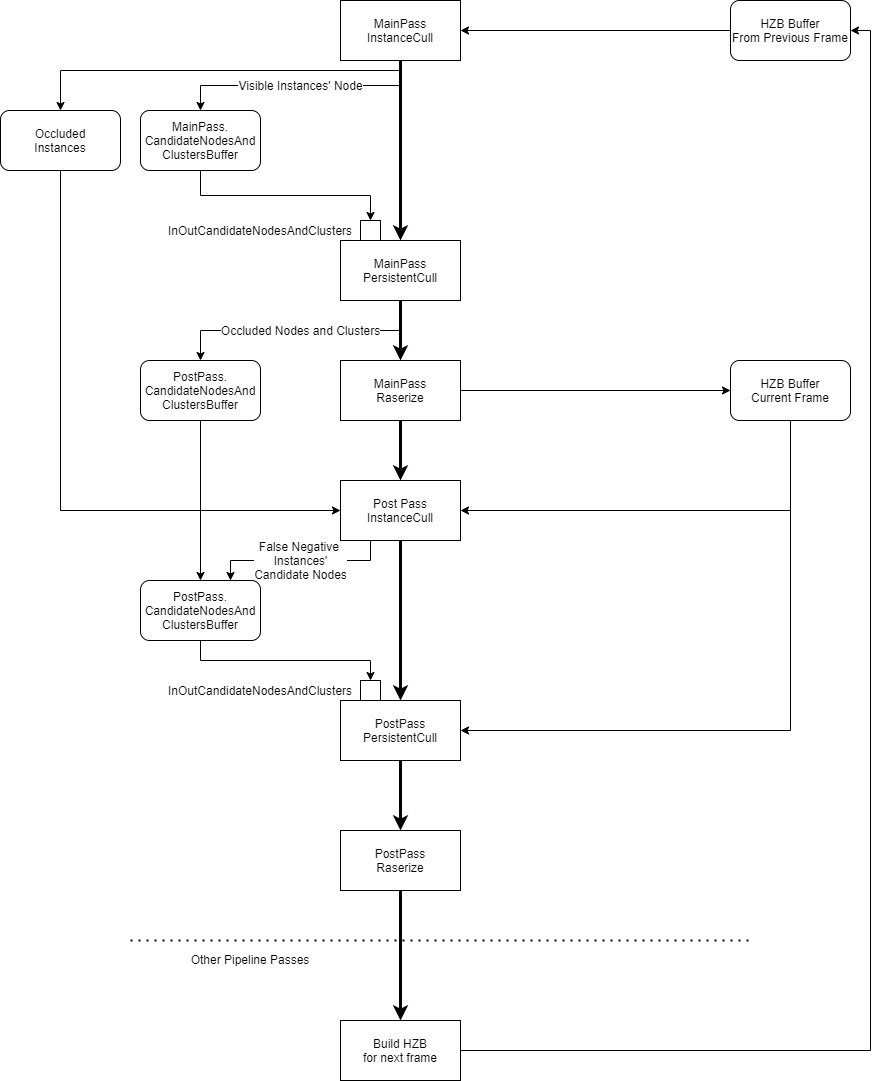 MainPass
InstanceCull
HZB Buffer
From Previous Frame
Visible Instances' Node
Occluded
Instances
MainPass.
CandidateNodesAnd
ClustersBuffer
InOutCandidateNodesAndClusters
MainPass
PersistentCull
Occluded Nodes and Clusters
PostPass.
CandidateNodesAnd
ClustersBuffer
MainPass
Raserize
HZB Buffer
Current Frame
Post Pass
InstanceCull
False Negative
Instances'
Candidate Nodes
PostPass.
CandidateNodesAnd
ClustersBuffer
InOutCandidateNodesAndClusters
PostPass
PersistentCull
PostPass
Raserize
Other Pipeline Passes
Build HZB
for next frame